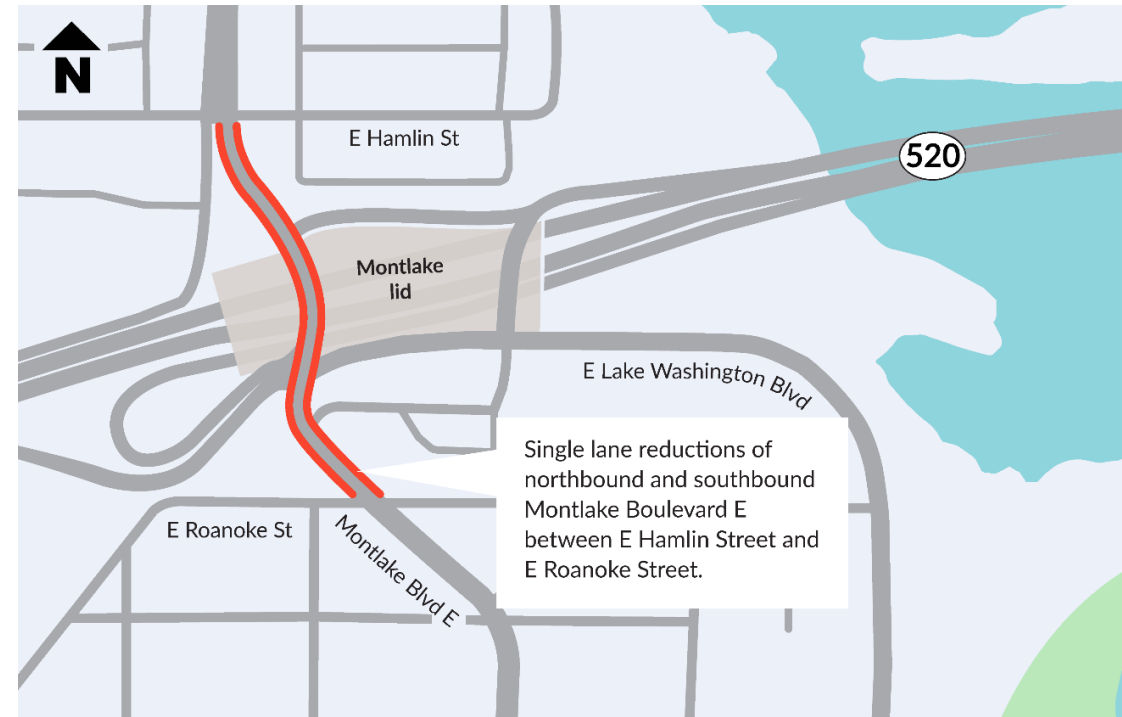 N
E Hamlin St
520
Montlake
lid
E Lake Washington Blvd
Single lane reductions of
northbound and southbound
Montlake Boulevard E
between E Hamlin Street and
E Roanoke Street.
E Roanoke St
Montlake Blvd E